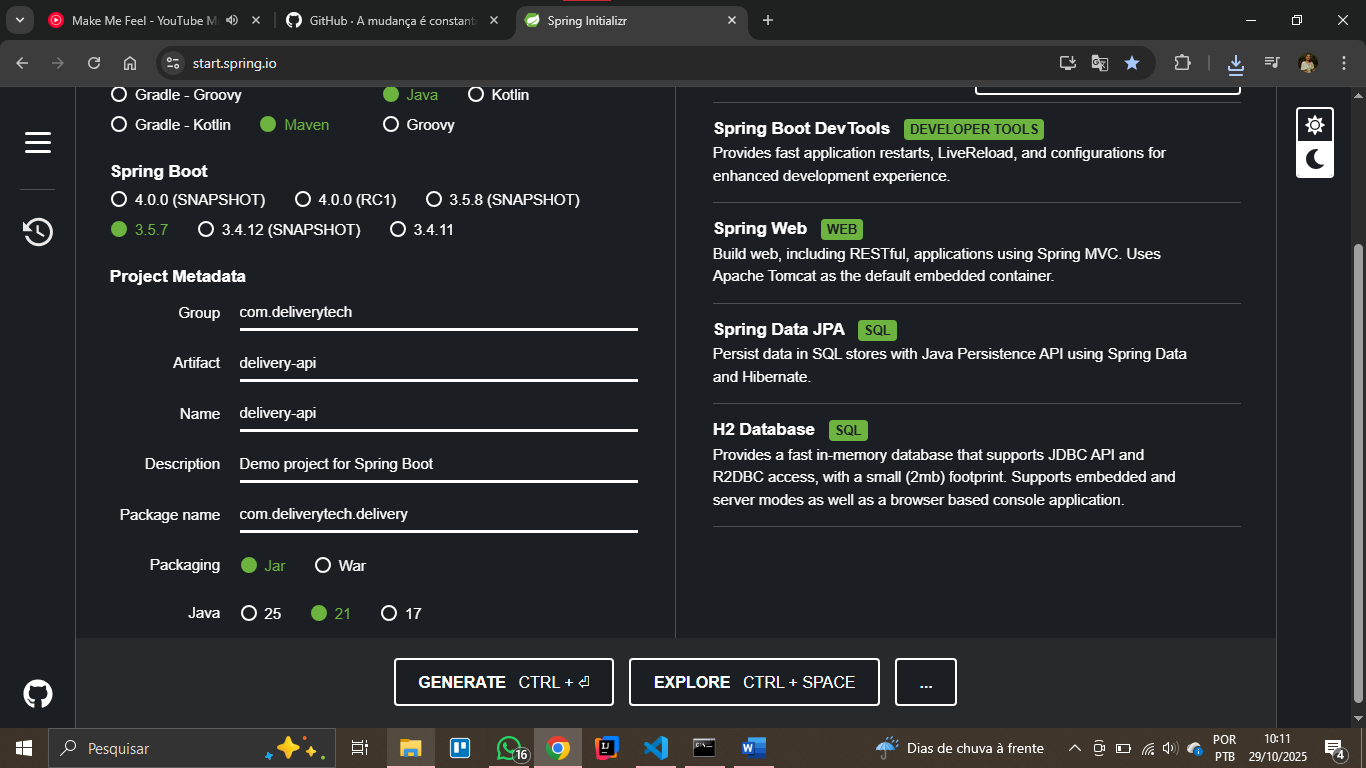 Make Me Feel - YouTube M
GitHub · A mudança é constant
Spring Initializr
start.spring.io
Gradle - Groovy
Java
Kotlin
Gradle - Kotlin
Maven
Groovy
Spring Boot
4.0.0 (SNAPSHOT)
4.0.0 (RC1)
3.5.8 (SNAPSHOT)
3.5.7
3.4.12 (SNAPSHOT)
3.4.11
Project Metadata
Group
com.deliverytech
Artifact
delivery-api
Name
delivery-api
Description
Demo project for Spring Boot
Package name
com.deliverytech.delivery
Packaging
Jar
War
Java
25
21
17
Spring Boot DevTools
DEVELOPER TOOLS
Provides fast application restarts, LiveReload, and configurations for
enhanced development experience.
Spring Web
WEB
Build web, including RESTful, applications using Spring MVC. Uses
Apache Tomcat as the default embedded container.
Spring Data JPA
SQL
Persist data in SQL stores with Java Persistence API using Spring Data
and Hibernate.
H2 Database
SQL
Provides a fast in-memory database that supports JDBC API and
R2DBC access, with a small (2mb) footprint. Supports embedded and
server modes as well as a browser based console application.
GENERATE CTRL + ⏎
EXPLORE CTRL + SPACE
...
Pesquisar
16
IJ
W
Dias de chuva à frente
POR
PTB
10:11
29/10/2025
4